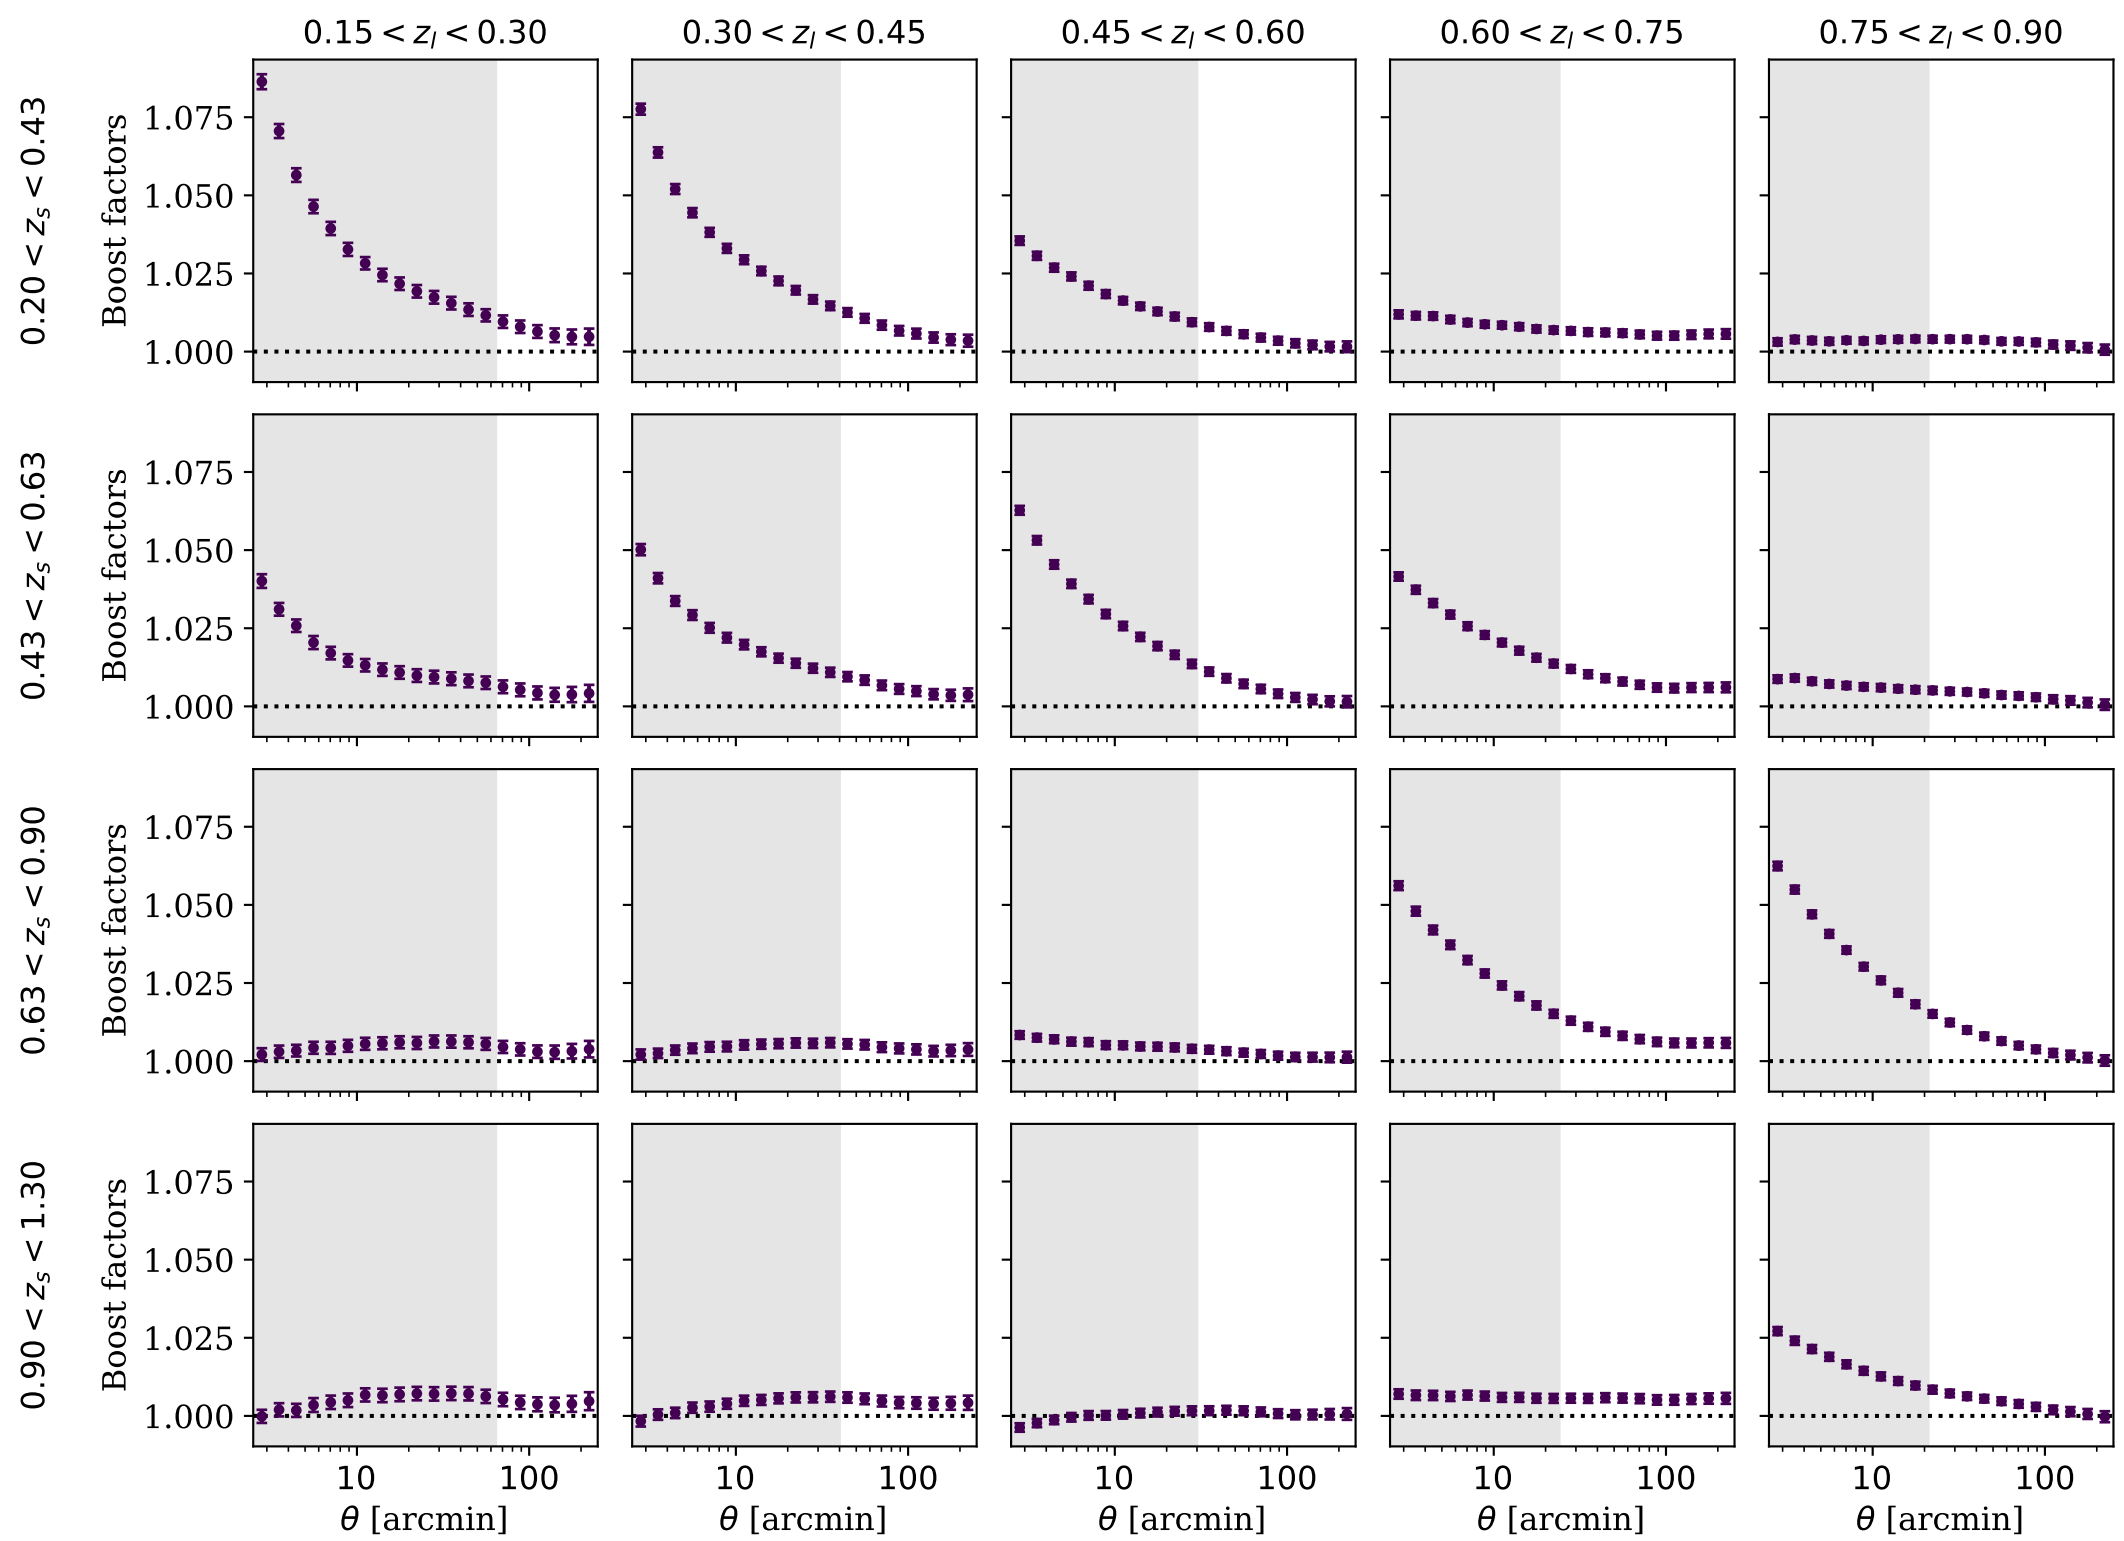 0.15 < z_l < 0.30 0.30 < z_l < 0.45 0.45 < z_l < 0.60 0.60 < z_l < 0.75 0.75 < z_l < 0.90
0.20 < z_s < 0.43
Boost factors
1.075
1.050
1.025
1.000
0.43 < z_s < 0.63
Boost factors
1.075
1.050
1.025
1.000
0.63 < z_s < 0.90
Boost factors
1.075
1.050
1.025
1.000
0.90 < z_s < 1.30
Boost factors
1.075
1.050
1.025
1.000
10 100 10 100 10 100 10 100 10 100
θ [arcmin] θ [arcmin] θ [arcmin] θ [arcmin] θ [arcmin]